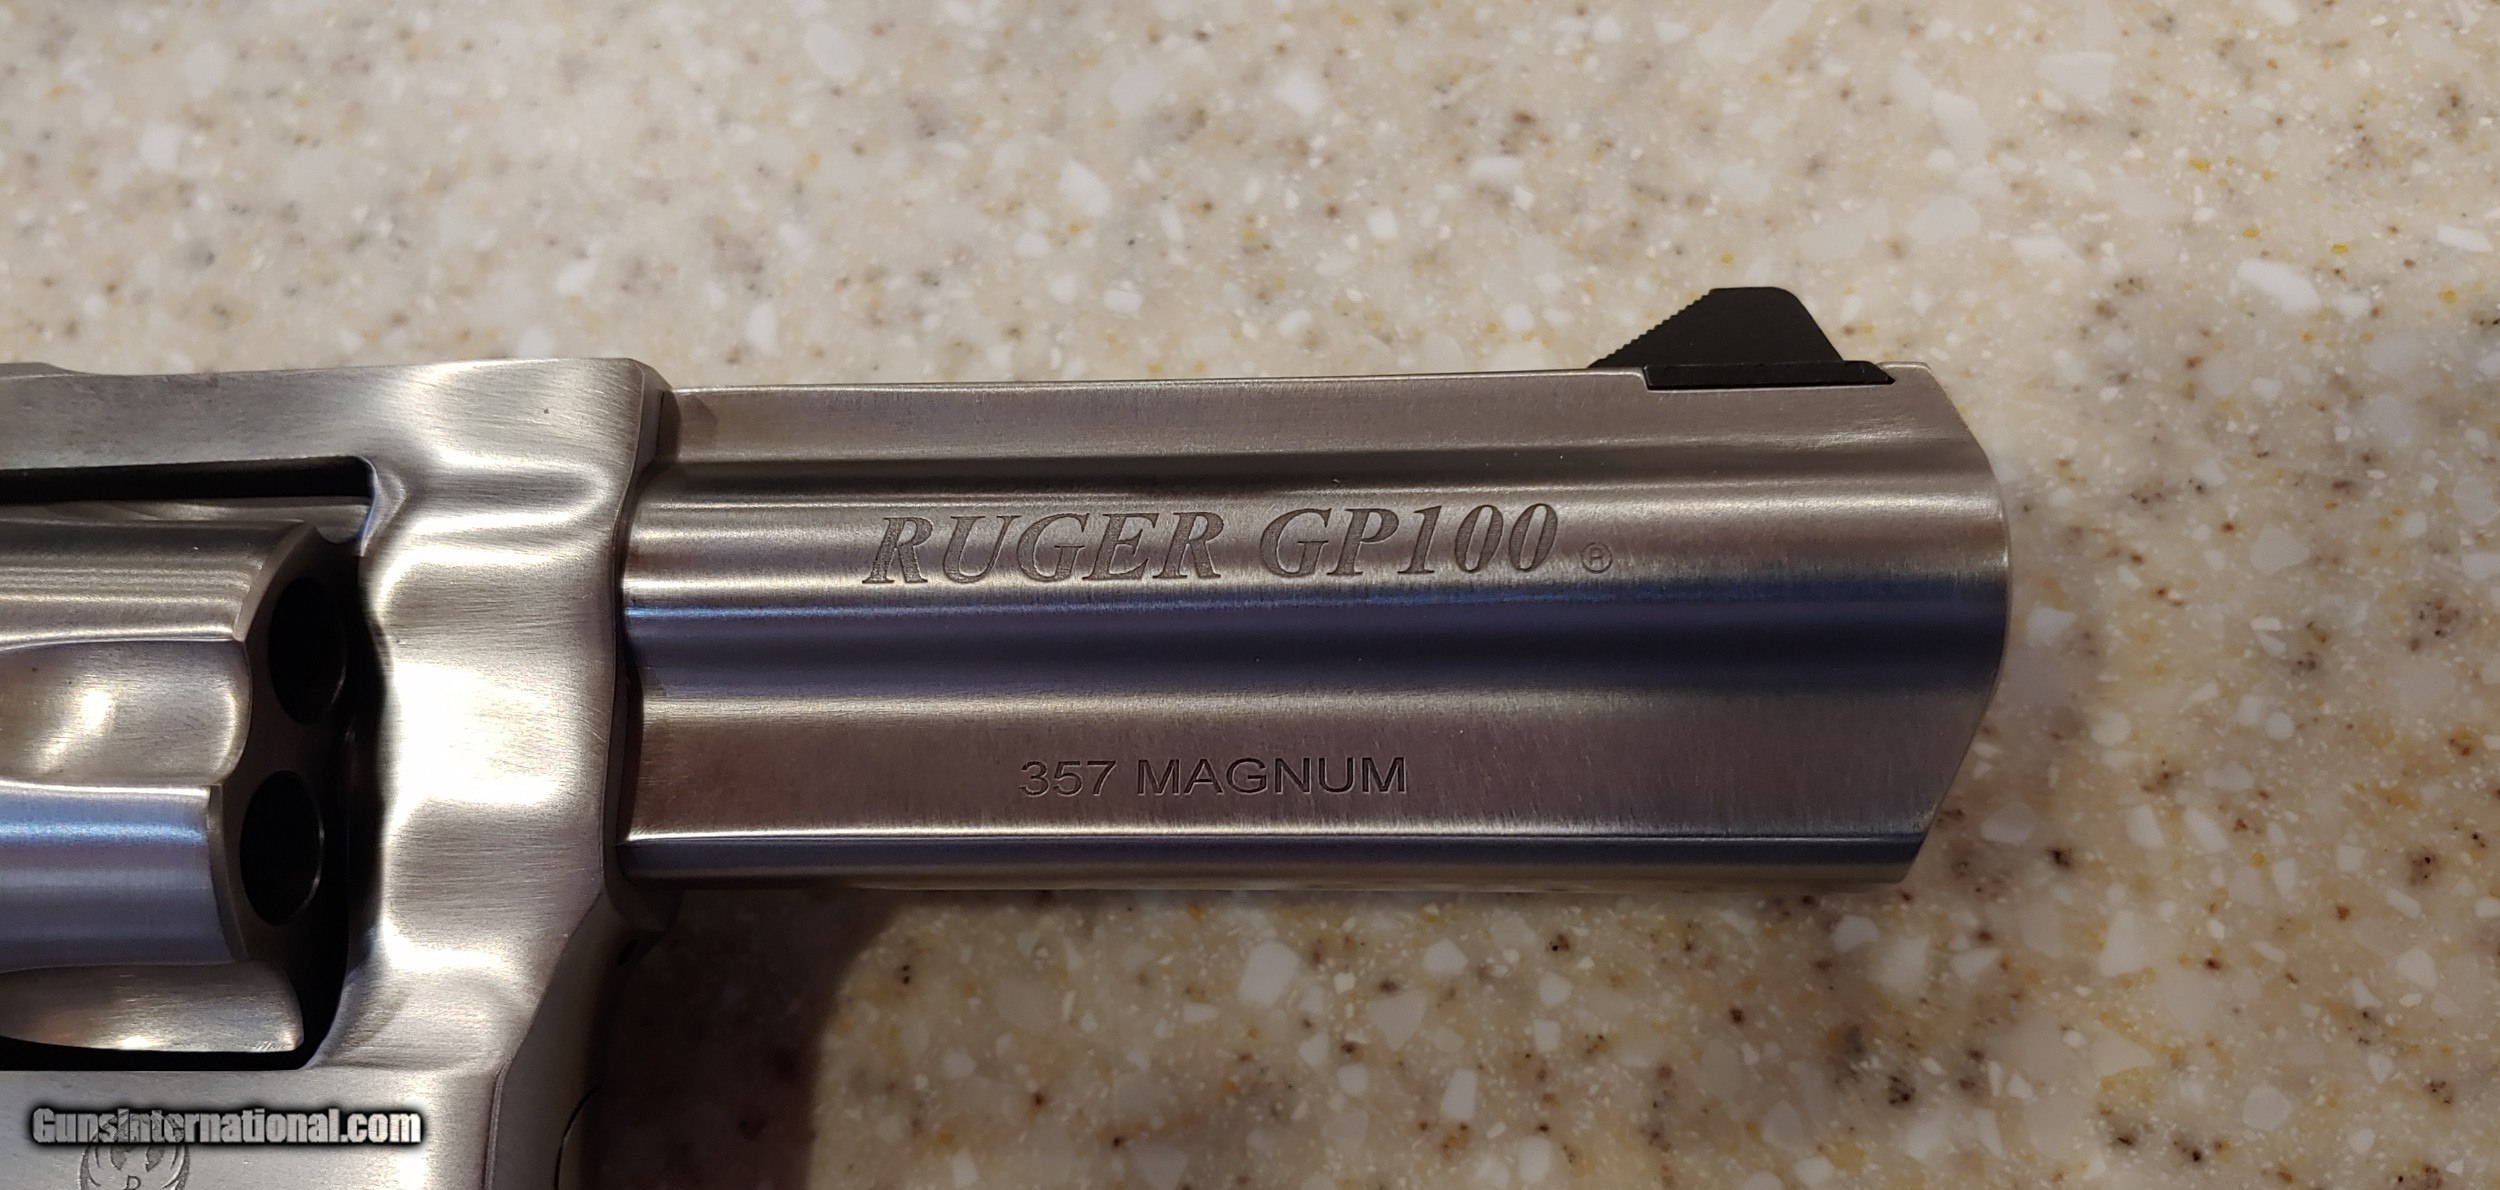 RUGER GP100 ®
357 MAGNUM
GunsInternational.com
R